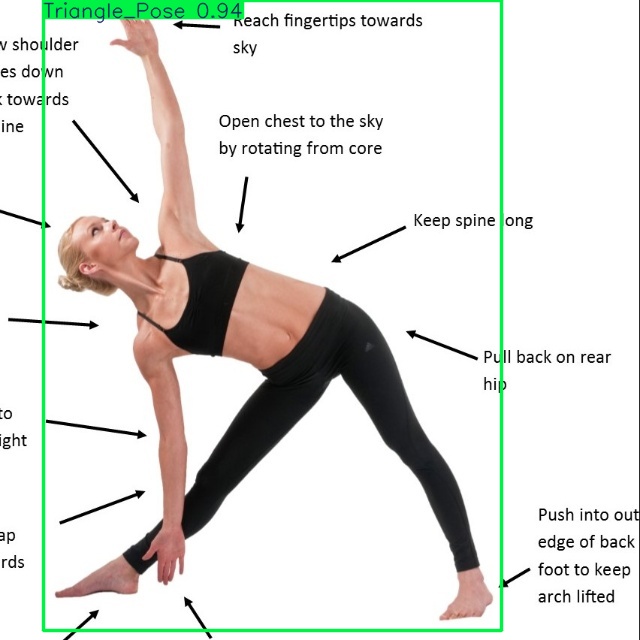 Triangle_Pose 0.94
Reach fingertips towards
sky
w shoulder
es down
k towards
ine
Open chest to the sky
by rotating from core
Keep spine long
Pull back on rear
hip
to
ight
ap
rds
Push into out
edge of back
foot to keep
arch lifted